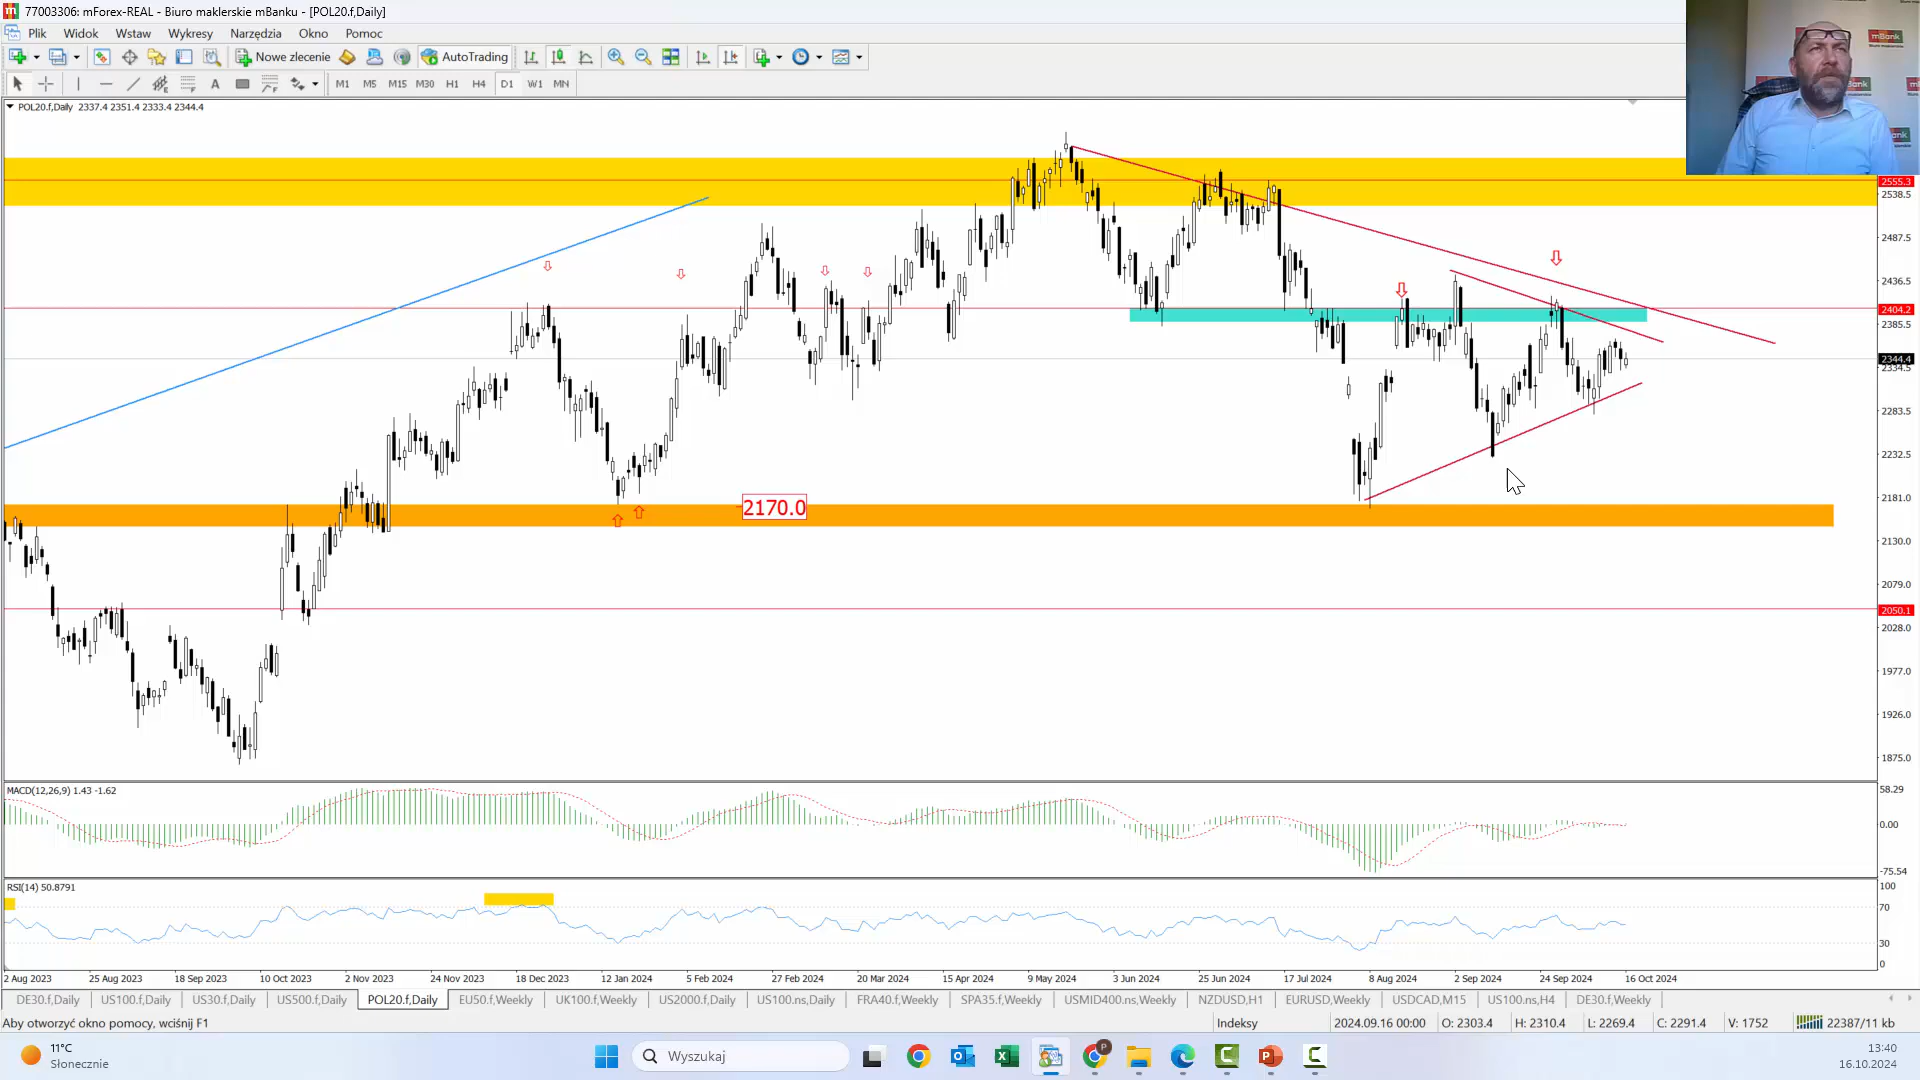 77003306: mForex-REAL - Biuro maklerskie mBanku - [POL20.f,Daily]
Plik Widok Wstaw Wykresy Narzędzia Okno Pomoc
Nowe zlecenie AutoTrading
A M1 M5 M15 M30 H1 H4 D1 W1 MN
mBank
POL20.f,Daily 2337.4 2351.4 2333.4 2344.4
2555.3
2538.5
2487.5
2436.5
2404.2
2385.5
2344.4
2334.5
2283.5
2232.5
2170.0
2181.0
2130.0
2079.0
2050.1
2028.0
1977.0
1926.0
1875.0
MACD(12,26,9) 1.43 -1.62
58.29
0.00
-75.54
RSI(14) 50.8791
100
70
30
0
2 Aug 2023 25 Aug 2023 18 Sep 2023 10 Oct 2023 2 Nov 2023 24 Nov 2023 18 Dec 2023 12 Jan 2024 5 Feb 2024 27 Feb 2024 20 Mar 2024 15 Apr 2024 9 May 2024 3 Jun 2024 25 Jun 2024 17 Jul 2024 8 Aug 2024 2 Sep 2024 24 Sep 2024 16 Oct 2024
DE30.f,Daily US100.f,Daily US30.f,Daily US500.f,Daily POL20.f,Daily EU50.f,Weekly UK100.f,Weekly US2000.f,Daily US100.ns,Daily FRA40.f,Weekly SPA35.f,Weekly USMID400.ns,Weekly NZDUSD,H1 EURUSD,Weekly USDCAD,M15 US100.ns,H4 DE30.f,Weekly
Aby otworzyć okno pomocy, wciśnij F1 Indeksy 2024.09.16 00:00 O: 2303.4 H: 2310.4 L: 2269.4 C: 2291.4 V: 1752 22387/11 kb
11°C
Słonecznie
Wyszukaj
13:40
16.10.2024